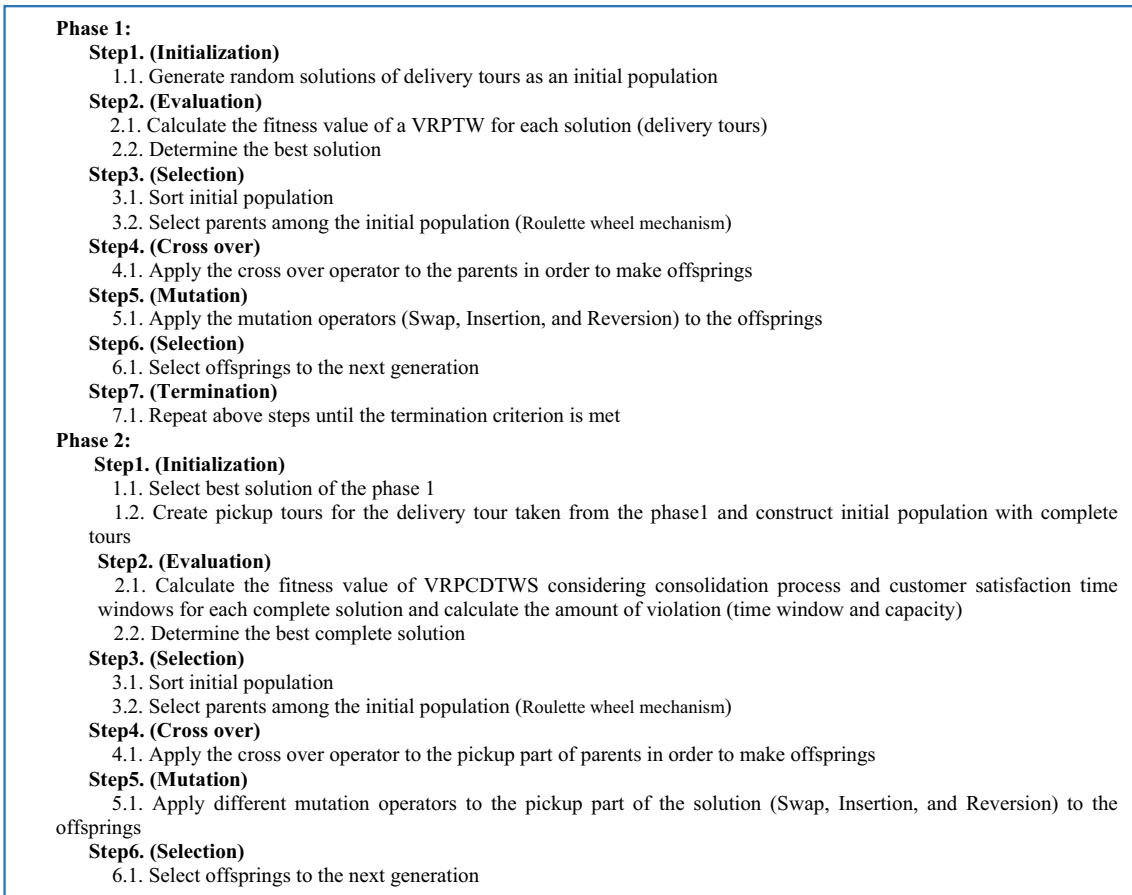 Phase 1:
Step1. (Initialization)
1.1. Generate random solutions of delivery tours as an initial population
Step2. (Evaluation)
2.1. Calculate the fitness value of a VRPTW for each solution (delivery tours)
2.2. Determine the best solution
Step3. (Selection)
3.1. Sort initial population
3.2. Select parents among the initial population (Roulette wheel mechanism)
Step4. (Cross over)
4.1. Apply the cross over operator to the parents in order to make offsprings
Step5. (Mutation)
5.1. Apply the mutation operators (Swap, Insertion, and Reversion) to the offsprings
Step6. (Selection)
6.1. Select offsprings to the next generation
Step7. (Termination)
7.1. Repeat above steps until the termination criterion is met
Phase 2:
Step1. (Initialization)
1.1. Select best solution of the phase 1
1.2. Create pickup tours for the delivery tour taken from the phase1 and construct initial population with complete
tours
Step2. (Evaluation)
2.1. Calculate the fitness value of VRPCDTWS considering consolidation process and customer satisfaction time
windows for each complete solution and calculate the amount of violation (time window and capacity)
2.2. Determine the best complete solution
Step3. (Selection)
3.1. Sort initial population
3.2. Select parents among the initial population (Roulette wheel mechanism)
Step4. (Cross over)
4.1. Apply the cross over operator to the pickup part of parents in order to make offsprings
Step5. (Mutation)
5.1. Apply different mutation operators to the pickup part of the solution (Swap, Insertion, and Reversion) to the
offsprings
Step6. (Selection)
6.1. Select offsprings to the next generation